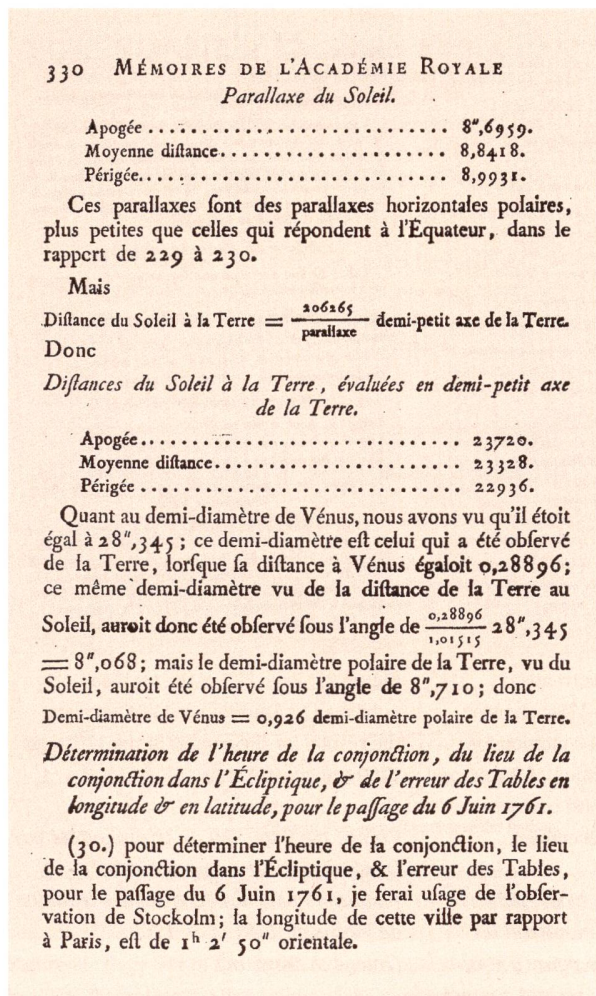 330 MÉMOIRES DE L'ACADÉMIE ROYALE
Parallaxe du Soleil.
Apogée .............................. 8",6959.
Moyenne diſtance...................... 8,8418.
Périgée.............................. 8,9931.
Ces parallaxes ſont des parallaxes horizontales polaires,
plus petites que celles qui répondent à l'Équateur, dans le
rapport de 229 à 230.
Mais
Diſtance du Soleil à la Terre = 206265/parallaxe demi-petit axe de la Terre.
Donc
Diſtances du Soleil à la Terre, évaluées en demi-petit axe
de la Terre.
Apogée.............................. 23720.
Moyenne diſtance...................... 23328.
Périgée .............................. 22936.
Quant au demi-diamètre de Vénus, nous avons vu qu'il étoit
égal à 28",345; ce demi-diamètre eſt celui qui a été obſervé
de la Terre, lorſque ſa diſtance à Vénus égaloit 0,28896;
ce même demi-diamètre vu de la diſtance de la Terre au
Soleil, auroit donc été obſervé ſous l'angle de 0,28896/1,01515 28",345
= 8",068; mais le demi-diamètre polaire de la Terre, vu du
Soleil, auroit été obſervé ſous l'angle de 8",710; donc
Demi-diamètre de Vénus = 0,926 demi-diamètre polaire de la Terre.
Détermination de l'heure de la conjonction, du lieu de la
conjonction dans l'Écliptique, & de l'erreur des Tables en
longitude & en latitude, pour le paſſage du 6 Juin 1761.
(30.) pour déterminer l'heure de la conjonction, le lieu
de la conjonction dans l'Écliptique, & l'erreur des Tables,
pour le paſſage du 6 Juin 1761, je ferai uſage de l'obſer-
vation de Stockolm; la longitude de cette ville par rapport
à Paris, eſt de 1ʰ 2' 50" orientale.